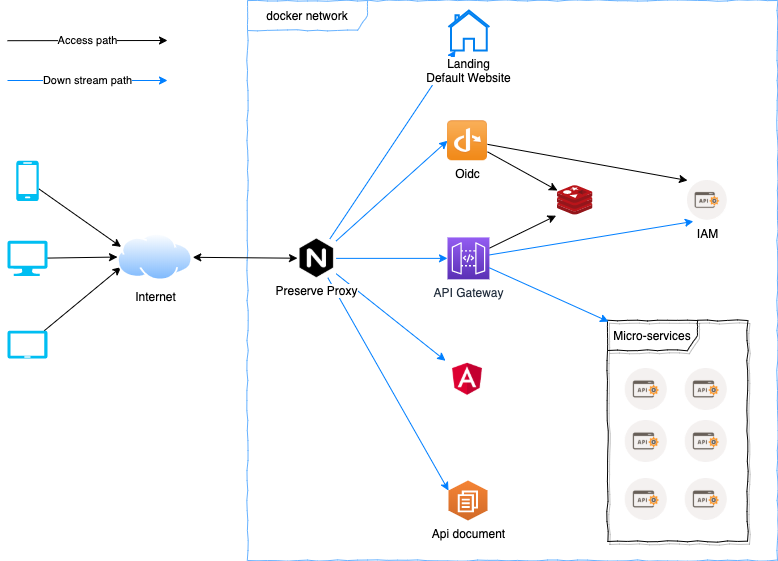 docker network
Access path
Down stream path
Landing
Default Website
Oidc
API
IAM
Internet
N
Preserve Proxy
API Gateway
Micro-services
A
API
API
API
API
API
API
Api document